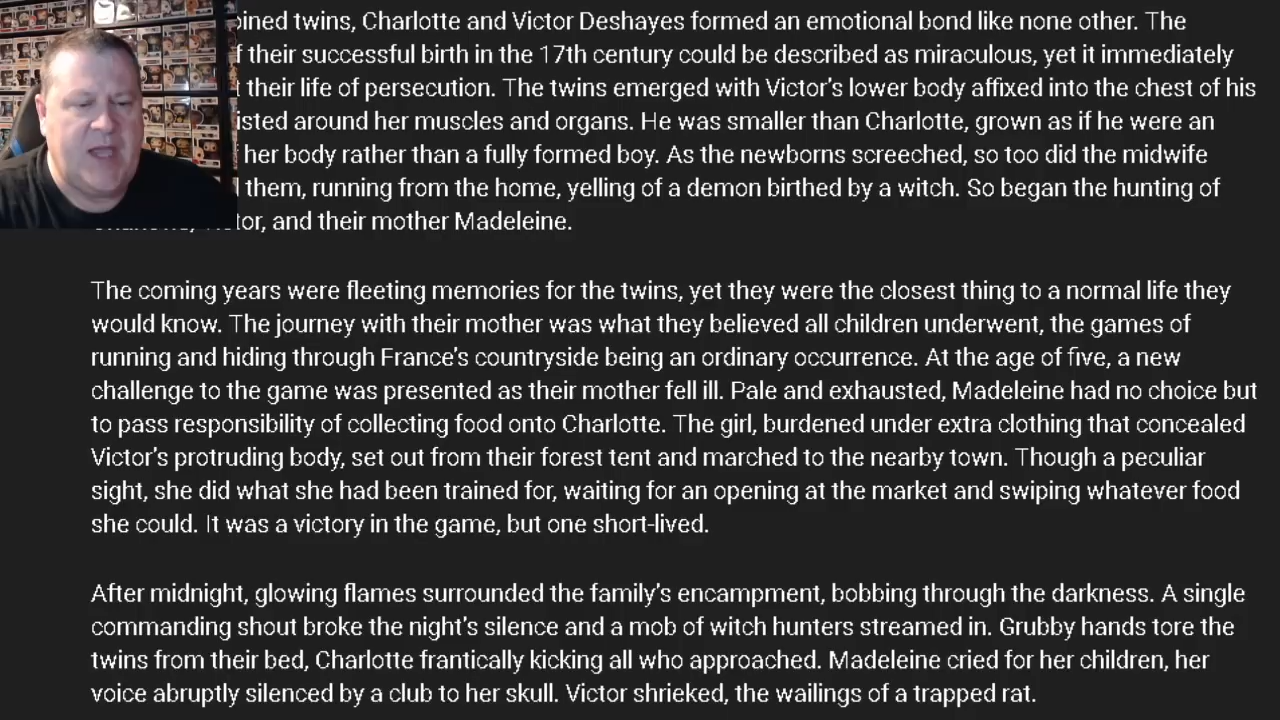 twins, Charlotte and Victor Deshayes formed an emotional bond like none other. The
their successful birth in the 17th century could be described as miraculous, yet it immediately
their life of persecution. The twins emerged with Victor's lower body affixed into the chest of his
around her muscles and organs. He was smaller than Charlotte, grown as if he were an
her body rather than a fully formed boy. As the newborns screeched, so too did the midwife
them, running from the home, yelling of a demon birthed by a witch. So began the hunting of
and their mother Madeleine.
The coming years were fleeting memories for the twins, yet they were the closest thing to a normal life they
would know. The journey with their mother was what they believed all children underwent, the games of
running and hiding through France's countryside being an ordinary occurrence. At the age of five, a new
challenge to the game was presented as their mother fell ill. Pale and exhausted, Madeleine had no choice but
to pass responsibility of collecting food onto Charlotte. The girl, burdened under extra clothing that concealed
Victor's protruding body, set out from their forest tent and marched to the nearby town. Though a peculiar
sight, she did what she had been trained for, waiting for an opening at the market and swiping whatever food
she could. It was a victory in the game, but one short-lived.
After midnight, glowing flames surrounded the family's encampment, bobbing through the darkness. A single
commanding shout broke the night's silence and a mob of witch hunters streamed in. Grubby hands tore the
twins from their bed, Charlotte frantically kicking all who approached. Madeleine cried for her children, her
voice abruptly silenced by a club to her skull. Victor shrieked, the wailings of a trapped rat.